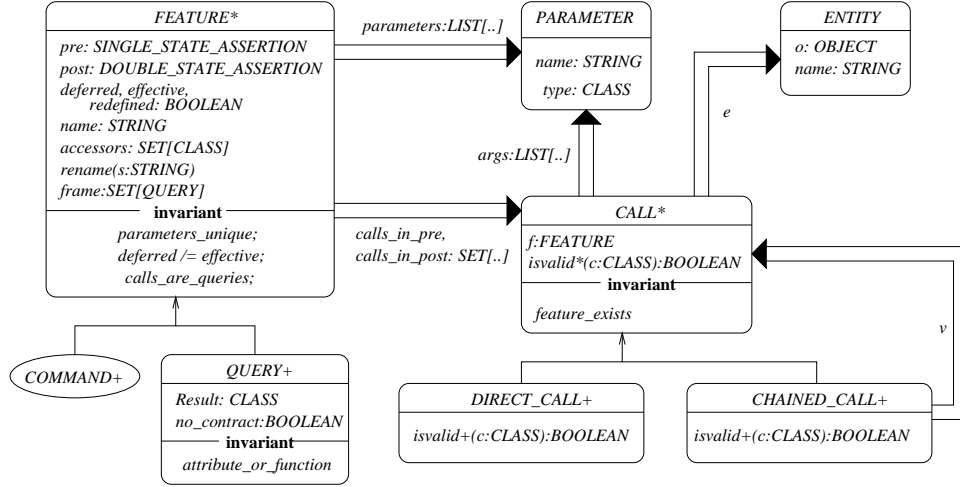 FEATURE*
pre: SINGLE_STATE_ASSERTION
post: DOUBLE_STATE_ASSERTION
deferred, effective,
redefined: BOOLEAN
name: STRING
accessors: SET[CLASS]
rename(s:STRING)
frame:SET[QUERY]
invariant
parameters_unique;
deferred /= effective;
calls_are_queries;
parameters:LIST[..]
PARAMETER
name: STRING
type: CLASS
ENTITY
o: OBJECT
name: STRING
e
args:LIST[..]
calls_in_pre,
calls_in_post: SET[..]
CALL*
f:FEATURE
isvalid*(c:CLASS):BOOLEAN
invariant
feature_exists
v
COMMAND+
QUERY+
Result: CLASS
no_contract:BOOLEAN
invariant
attribute_or_function
DIRECT_CALL+
isvalid+(c:CLASS):BOOLEAN
CHAINED_CALL+
isvalid+(c:CLASS):BOOLEAN